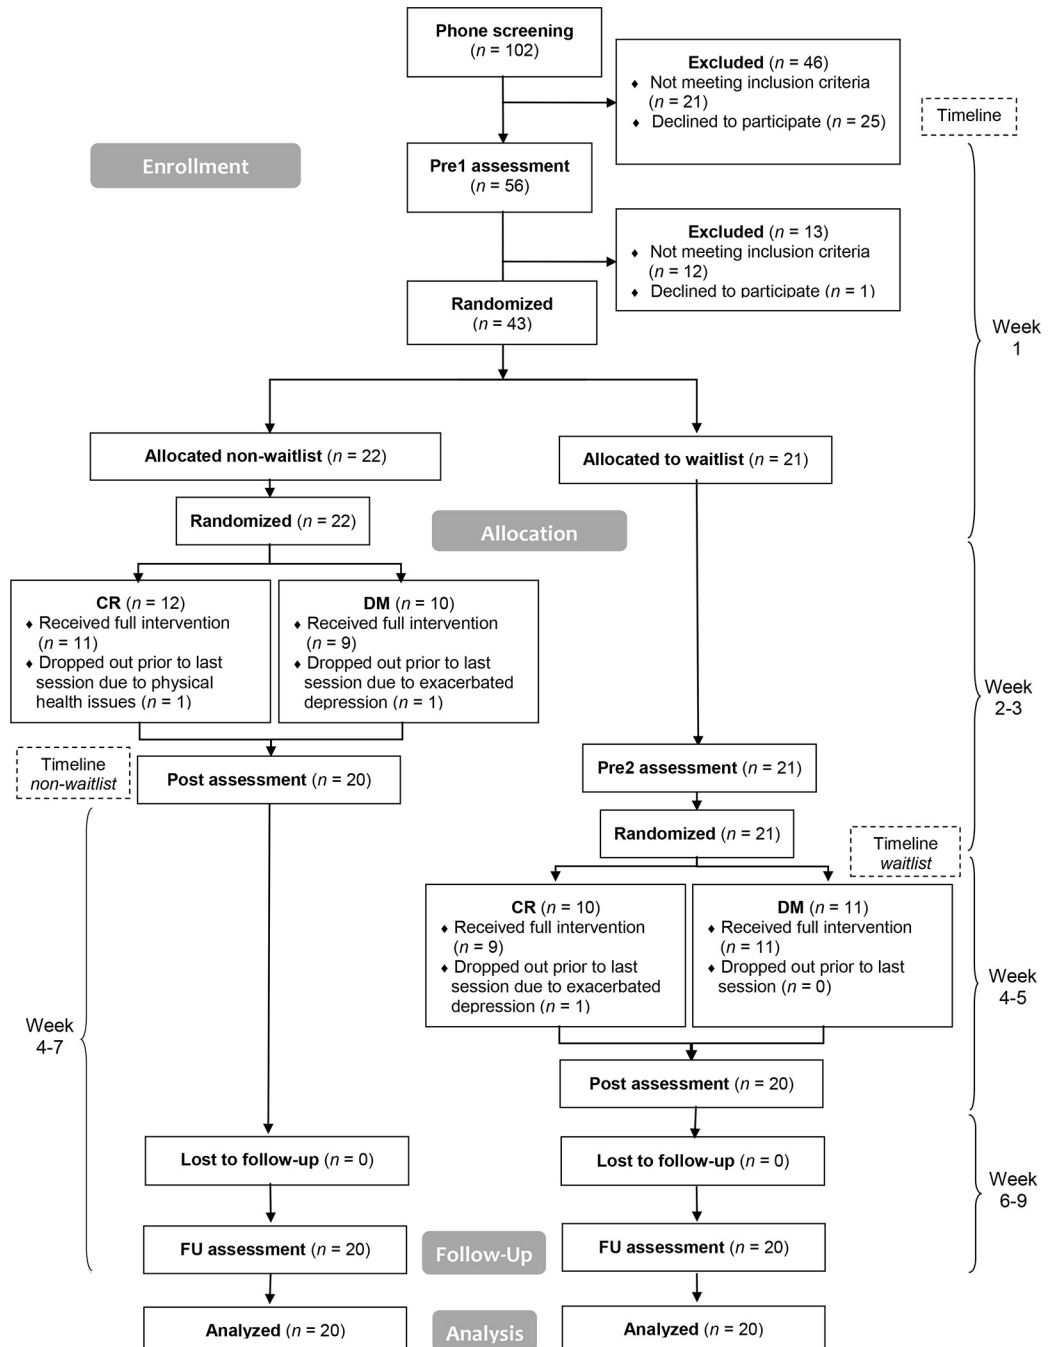 Phone screening
(n = 102)
Excluded (n = 46)
♦ Not meeting inclusion criteria
(n = 21)
♦ Declined to participate (n = 25)
Timeline
Enrollment
Pre1 assessment
(n = 56)
Excluded (n = 13)
♦ Not meeting inclusion criteria
(n = 12)
♦ Declined to participate (n = 1)
Randomized
(n = 43)
Week
1
Allocated non-waitlist (n = 22)
Allocated to waitlist (n = 21)
Randomized (n = 22)
Allocation
CR (n = 12)
♦ Received full intervention
(n = 11)
♦ Dropped out prior to last
session due to physical
health issues (n = 1)
DM (n = 10)
♦ Received full intervention
(n = 9)
♦ Dropped out prior to last
session due to exacerbated
depression (n = 1)
Week
2-3
Timeline
non-waitlist
Post assessment (n = 20)
Pre2 assessment (n = 21)
Randomized (n = 21)
Timeline
waitlist
CR (n = 10)
♦ Received full intervention
(n = 9)
♦ Dropped out prior to last
session due to exacerbated
depression (n = 1)
DM (n = 11)
♦ Received full intervention
(n = 11)
♦ Dropped out prior to last
session (n = 0)
Week
4-5
Week
4-7
Post assessment (n = 20)
Lost to follow-up (n = 0)
Lost to follow-up (n = 0)
Week
6-9
FU assessment (n = 20)
Follow-Up
FU assessment (n = 20)
Analyzed (n = 20)
Analysis
Analyzed (n = 20)